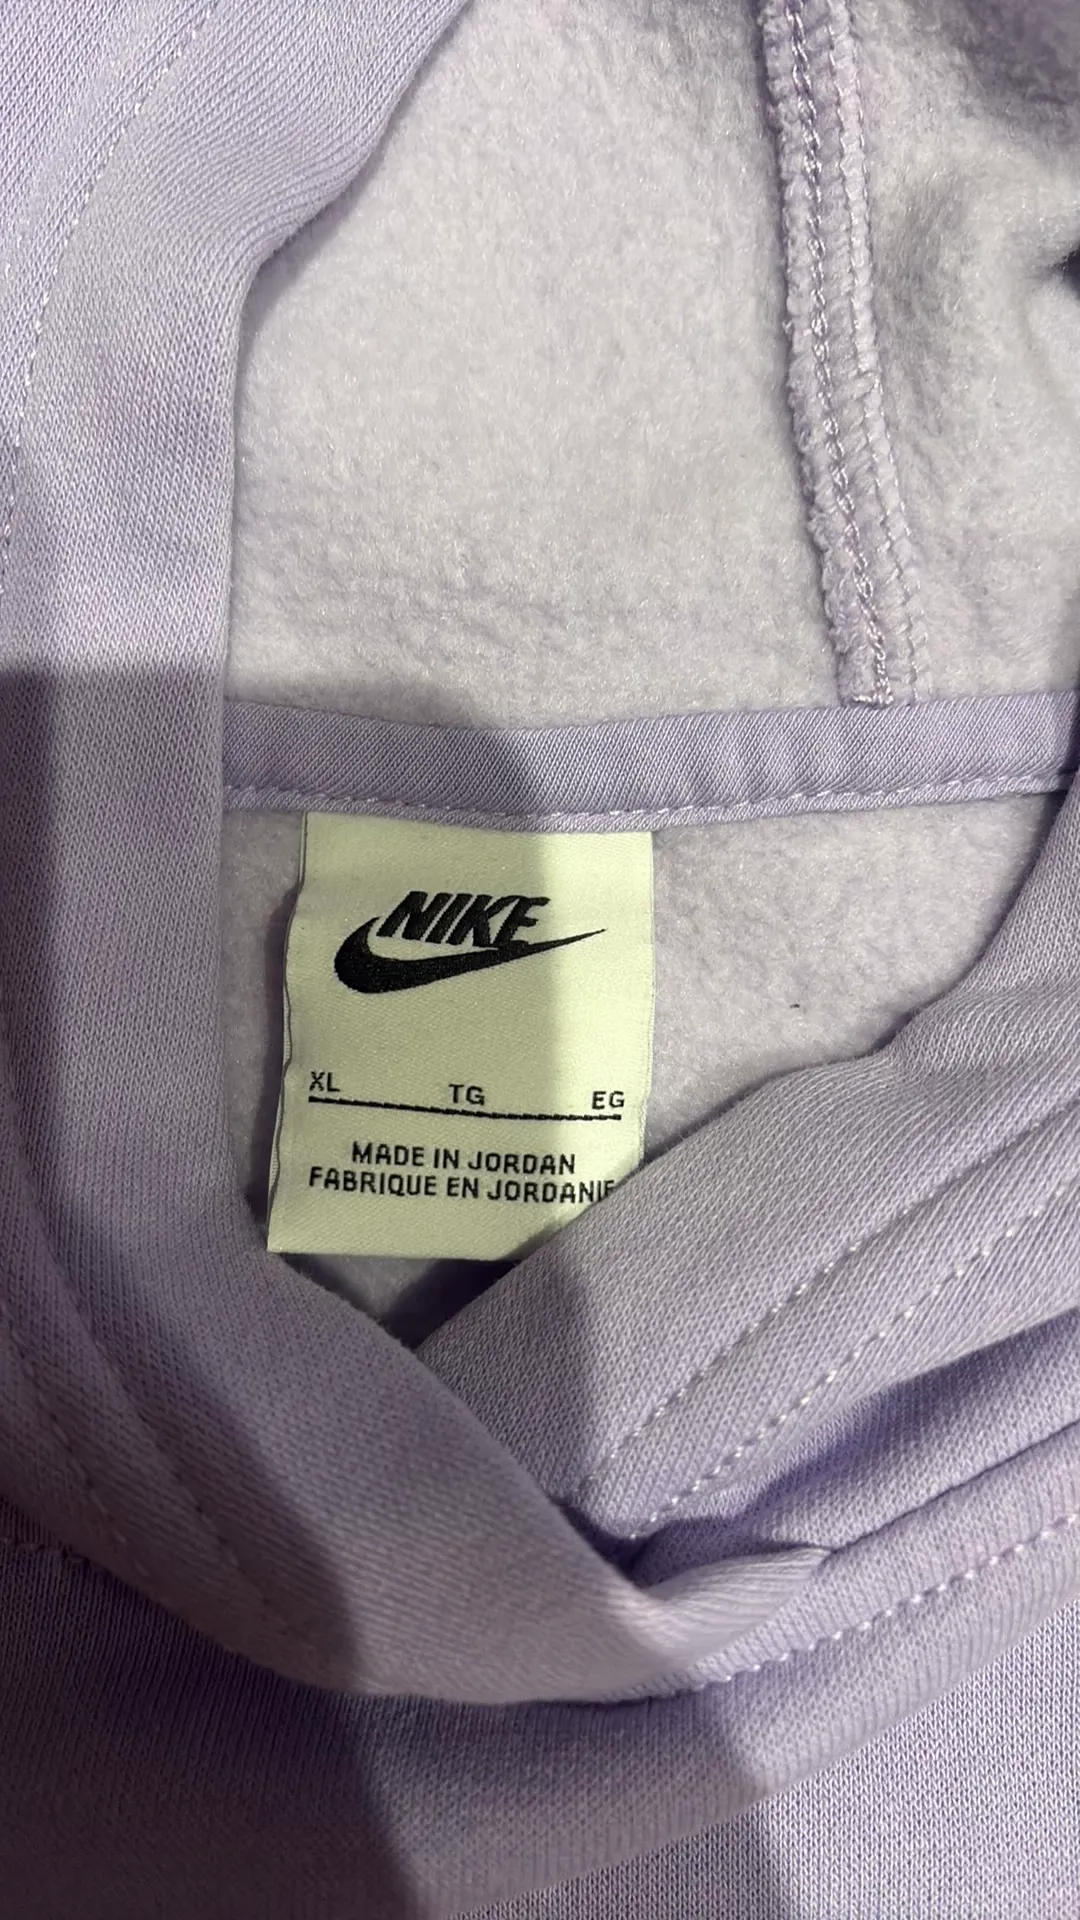 NIKE
XL TG EG
MADE IN JORDAN
FABRIQUE EN JORDANIE